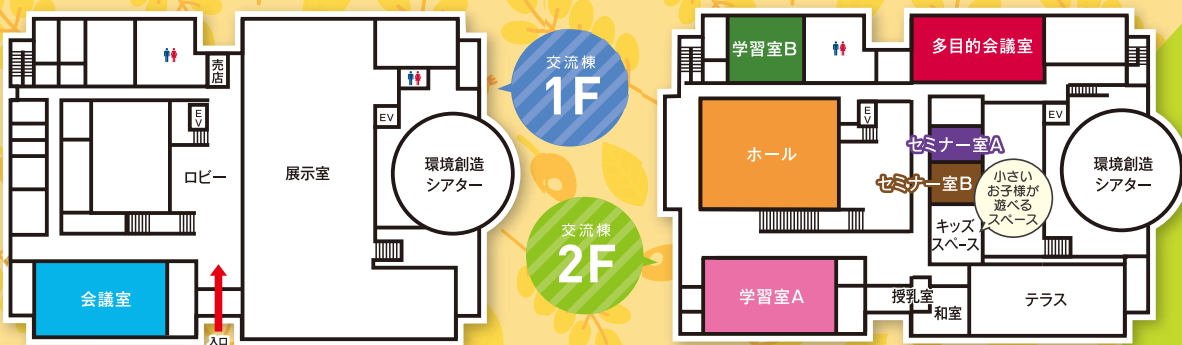 売
店
E
V
EV
ロビー
展示室
環境創造
シアター
会議室
入口
交流棟
1F
交流棟
2F
学習室B
多目的会議室
E
V
EV
ホール
セミナー室A
セミナー室B
小さい
お子様が
遊べる
スペース
キッズ
スペース
環境創造
シアター
学習室A
授乳室
和室
テラス